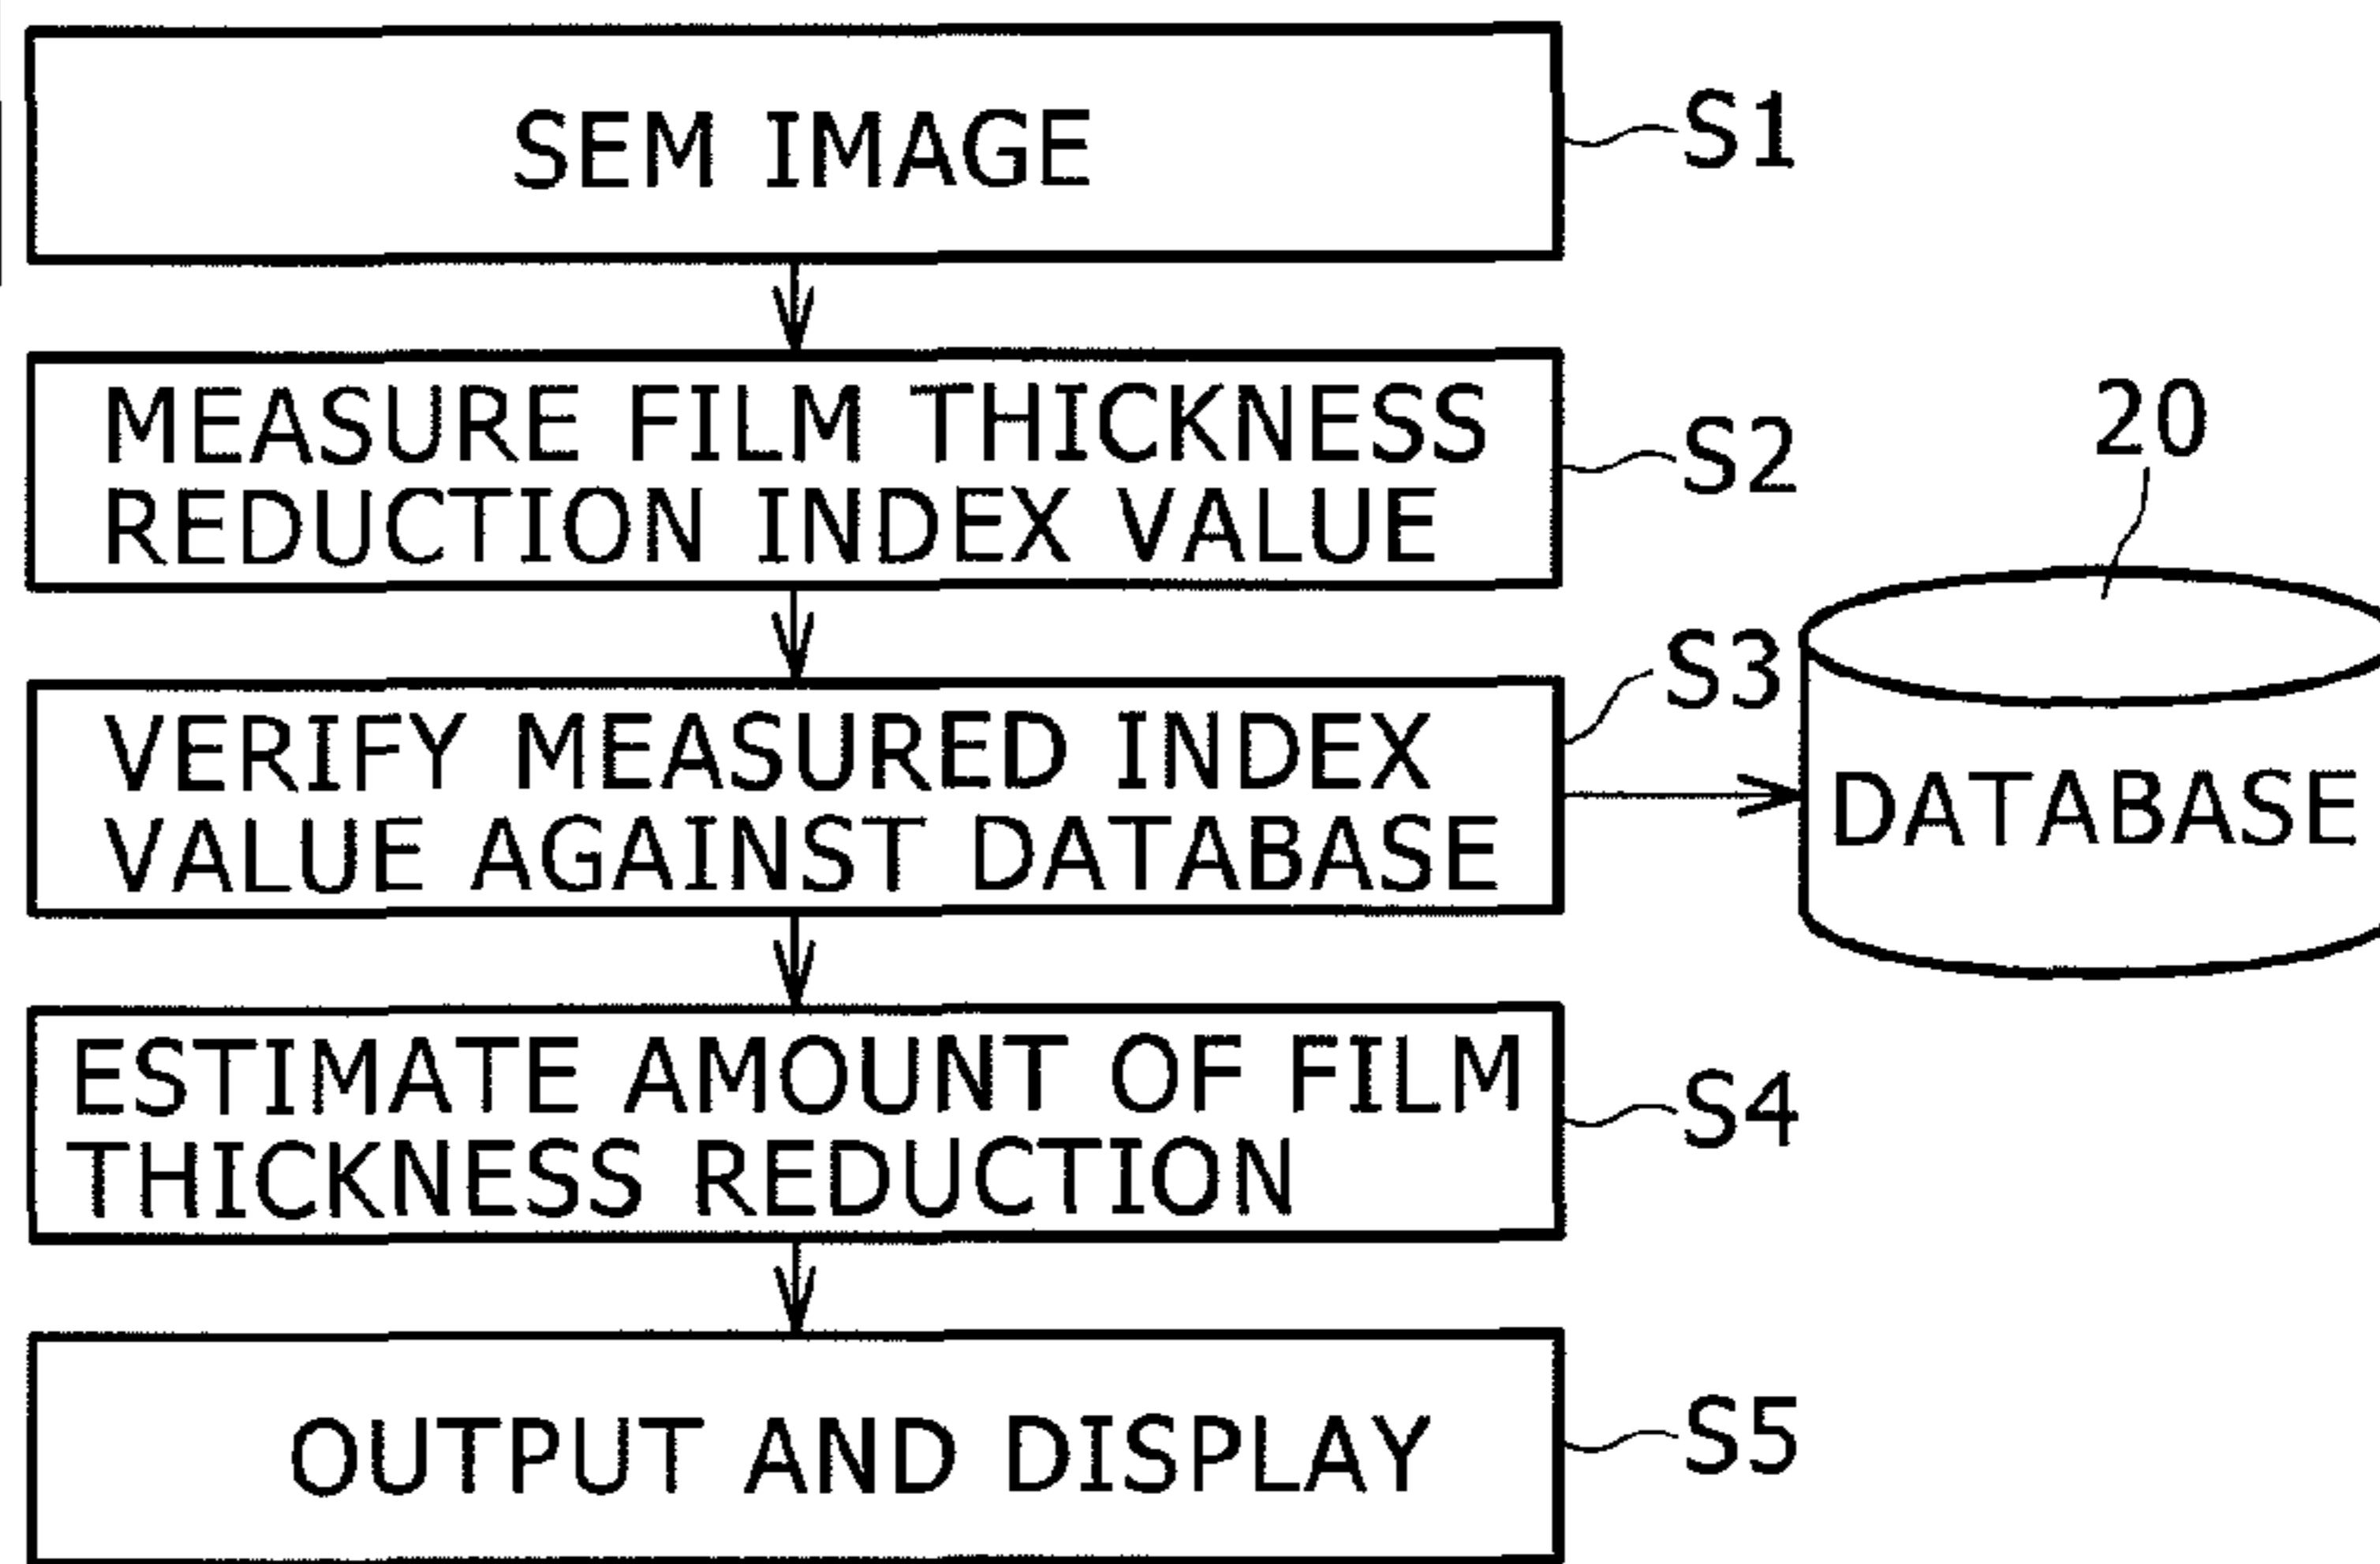 SEM IMAGE
S1
MEASURE FILM THICKNESS
REDUCTION INDEX VALUE
S2
20
VERIFY MEASURED INDEX
VALUE AGAINST DATABASE
S3
DATABASE
ESTIMATE AMOUNT OF FILM
THICKNESS REDUCTION
S4
OUTPUT AND DISPLAY
S5